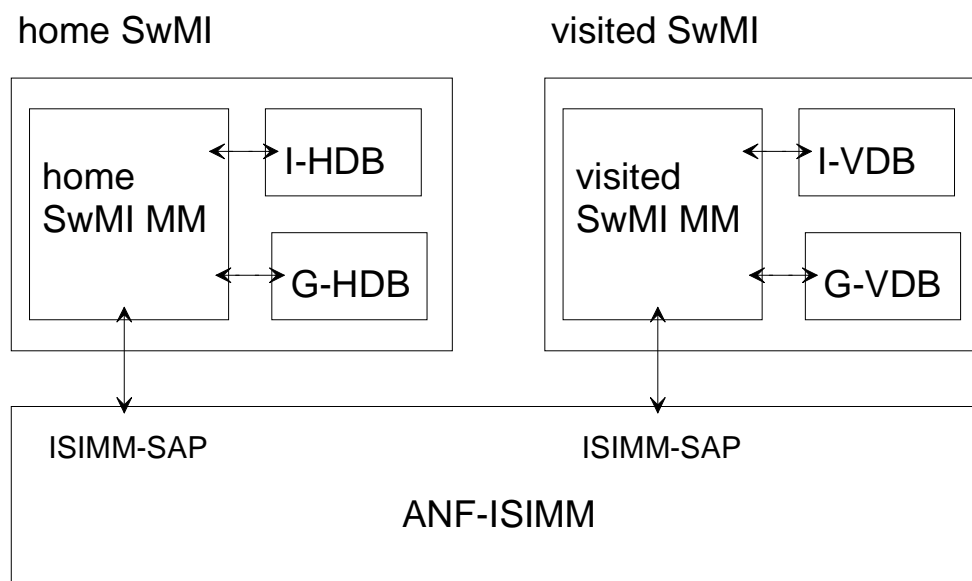 home SwMI
visited SwMI
home
SwMI MM
I-HDB
G-HDB
visited
SwMI MM
I-VDB
G-VDB
ISIMM-SAP
ISIMM-SAP
ANF-ISIMM